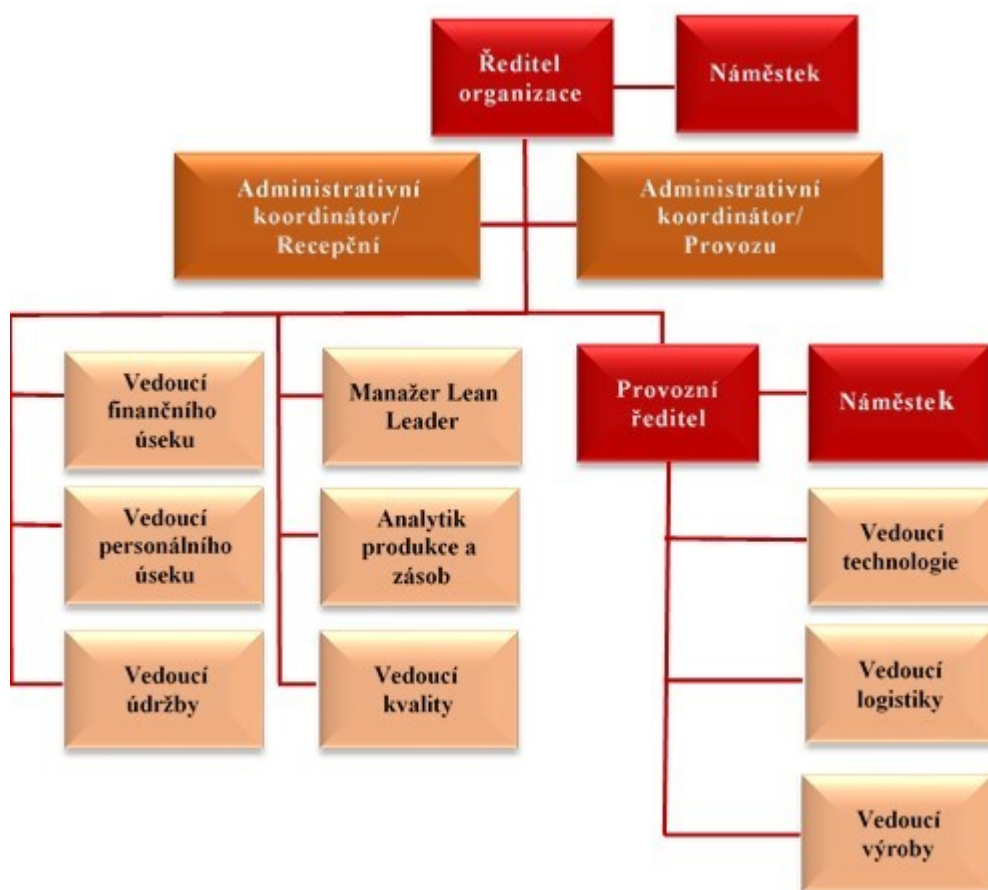 Ředitel
organizace
Náměstek
Administrativní
koordinátor/
Recepční
Administrativní
koordinátor/
Provozu
Vedoucí
finančního
úseku
Manažer Lean
Leader
Provozní
ředitel
Náměstek
Vedoucí
personálního
úseku
Analytik
produkce a
zásob
Vedoucí
technologie
Vedoucí
údržby
Vedoucí
kvality
Vedoucí
logistiky
Vedoucí
výroby